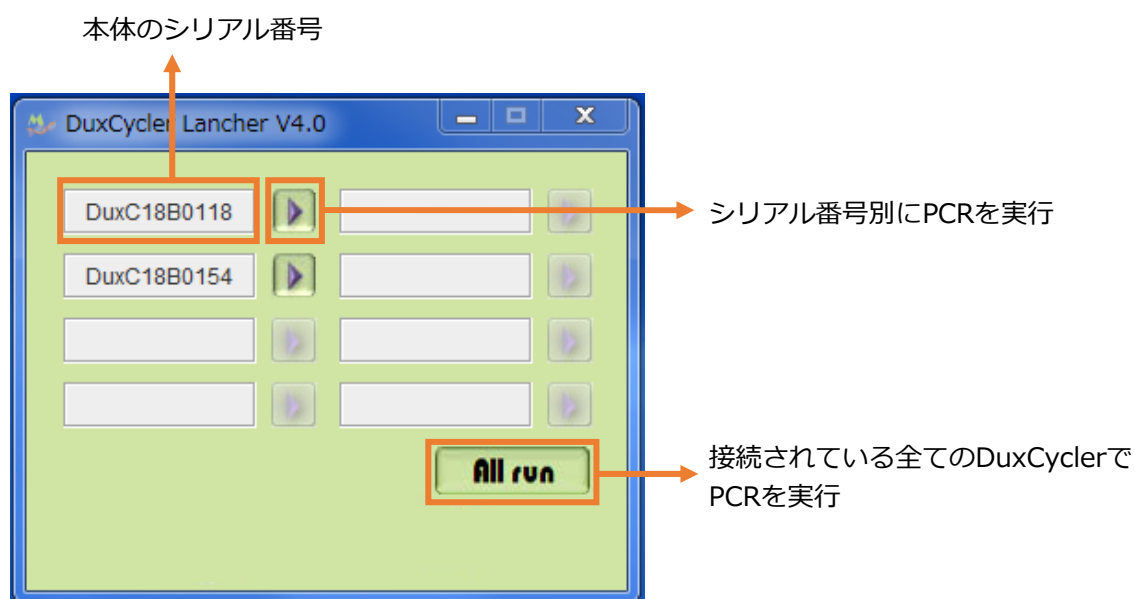 本体のシリアル番号
DuxCycler Lancher V4.0
DuxC18B0118
シリアル番号別にPCRを実行
DuxC18B0154
All run
接続されている全てのDuxCyclerで
PCRを実行